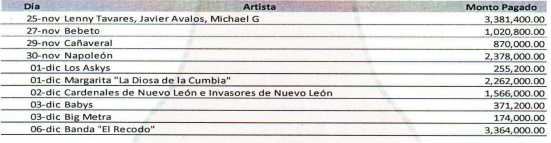 Día Artista Monto Pagado
25-nov Lenny Tavares, Javier Avalos, Michael G 3,381,400.00
27-nov Bebeto 1,020,800.00
29-nov Cañaveral 870,000.00
30-nov Napoleón 2,378,000.00
01-dic Los Askys 255,200.00
01-dic Margarita "La Diosa de la Cumbia" 2,262,000.00
02-dic Cardenales de Nuevo León e Invasores de Nuevo León 1,566,000.00
03-dic Babys 371,200.00
03-dic Big Metra 174,000.00
06-dic Banda "El Recodo" 3,364,000.00